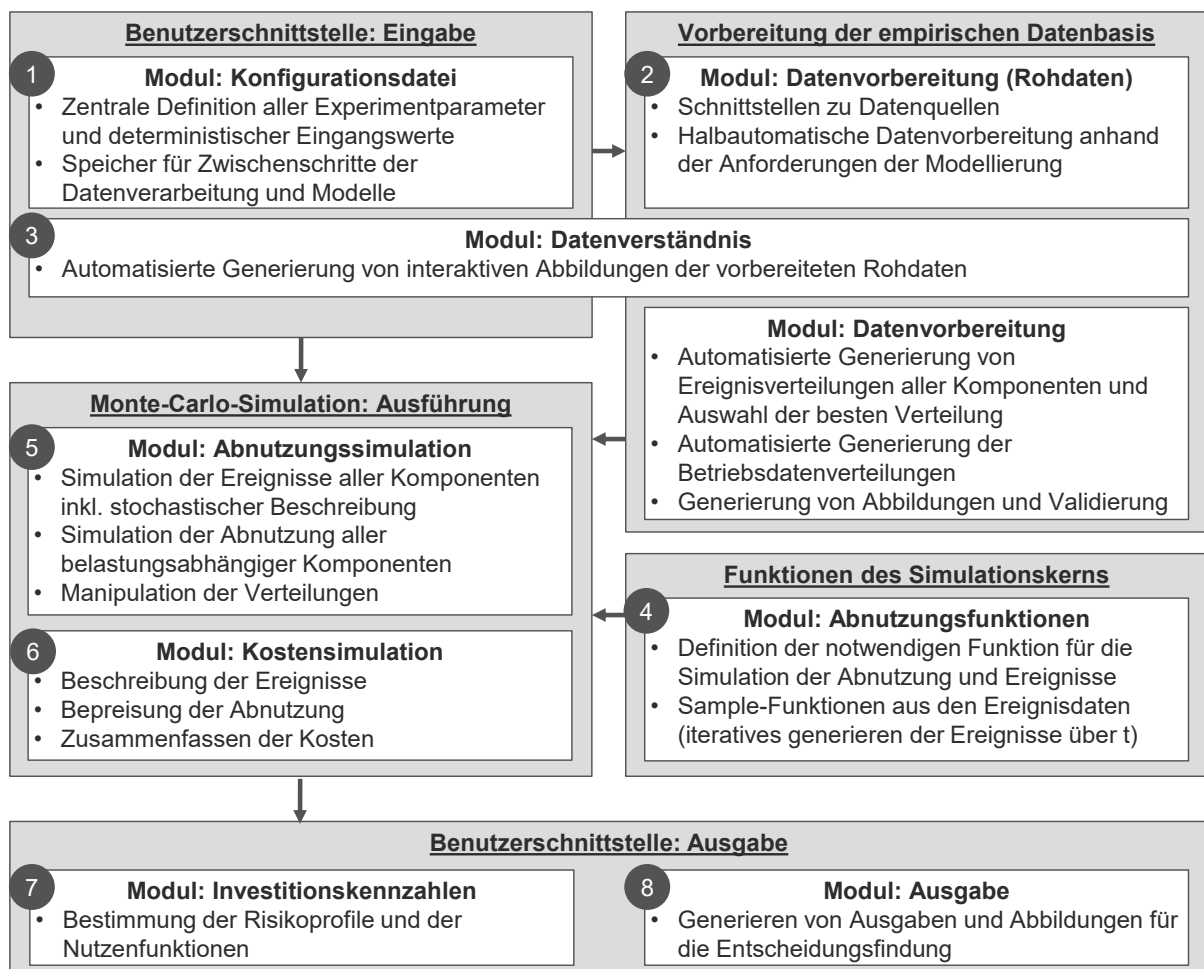 Benutzerschnittstelle: Eingabe
1
Modul: Konfigurationsdatei
• Zentrale Definition aller Experimentparameter
und deterministischer Eingangswerte
• Speicher für Zwischenschritte der
Datenverarbeitung und Modelle
Vorbereitung der empirischen Datenbasis
2
Modul: Datenvorbereitung (Rohdaten)
• Schnittstellen zu Datenquellen
• Halbautomatische Datenvorbereitung anhand
der Anforderungen der Modellierung
3
Modul: Datenverständnis
• Automatisierte Generierung von interaktiven Abbildungen der vorbereiteten Rohdaten
Modul: Datenvorbereitung
• Automatisierte Generierung von
Ereignisverteilungen aller Komponenten und
Auswahl der besten Verteilung
• Automatisierte Generierung der
Betriebsdatenverteilungen
• Generierung von Abbildungen und Validierung
Monte-Carlo-Simulation: Ausführung
5
Modul: Abnutzungssimulation
• Simulation der Ereignisse aller Komponenten
inkl. stochastischer Beschreibung
• Simulation der Abnutzung aller
belastungsabhängiger Komponenten
• Manipulation der Verteilungen
6
Modul: Kostensimulation
• Beschreibung der Ereignisse
• Bepreisung der Abnutzung
• Zusammenfassen der Kosten
Funktionen des Simulationskerns
4
Modul: Abnutzungsfunktionen
• Definition der notwendigen Funktion für die
Simulation der Abnutzung und Ereignisse
• Sample-Funktionen aus den Ereignisdaten
(iteratives generieren der Ereignisse über t)
Benutzerschnittstelle: Ausgabe
7
Modul: Investitionskennzahlen
• Bestimmung der Risikoprofile und der
Nutzenfunktionen
8
Modul: Ausgabe
• Generieren von Ausgaben und Abbildungen für
die Entscheidungsfindung